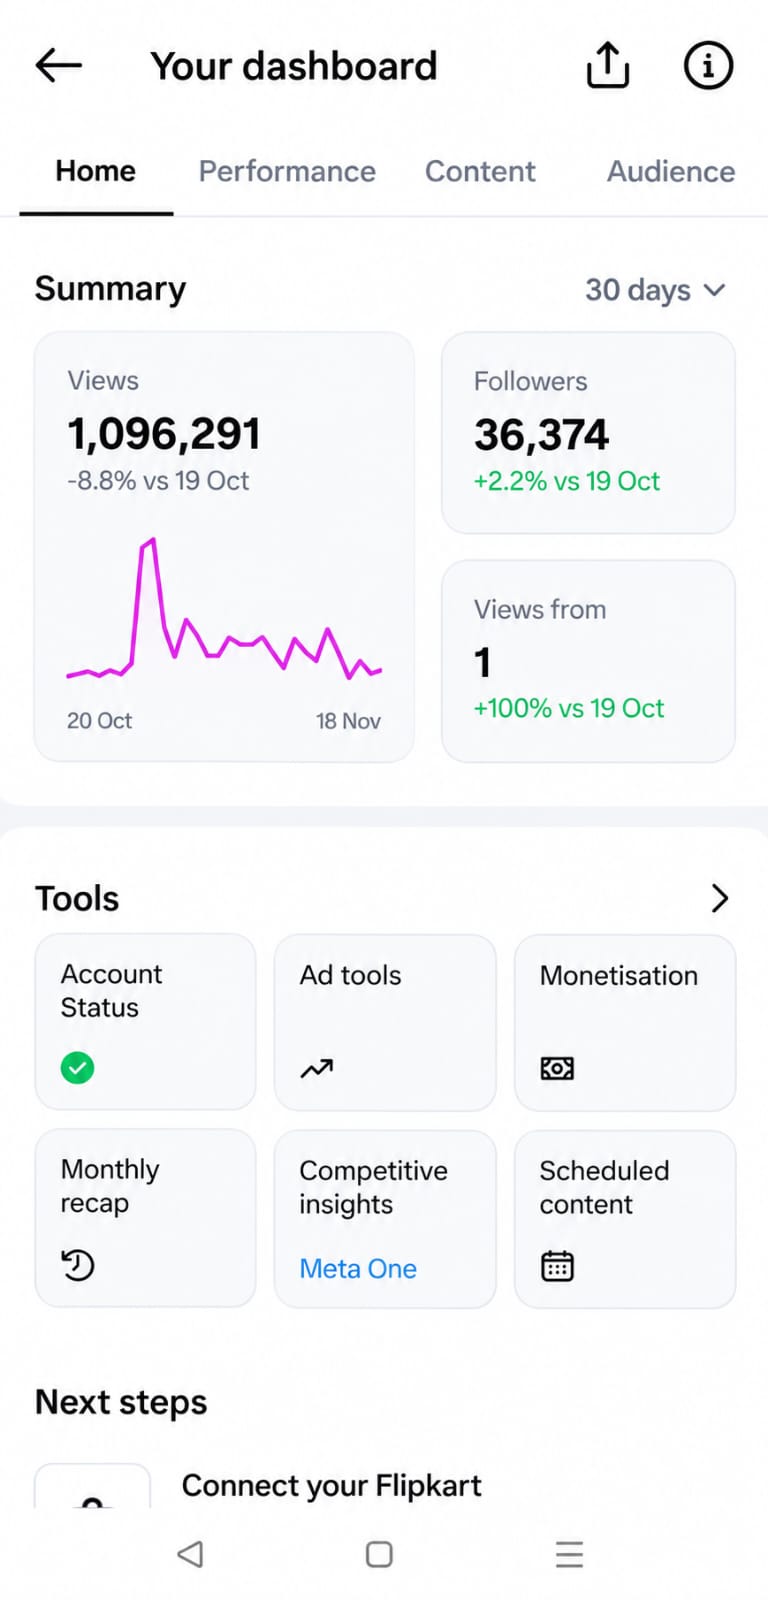 Your dashboard
Home Performance Content Audience
Summary
30 days
Views
1,096,291
-8.8% vs 19 Oct
20 Oct
18 Nov
Followers
36,374
+2.2% vs 19 Oct
Views from
1
+100% vs 19 Oct
Tools
Account
Status
Ad tools
Monetisation
Monthly
recap
Competitive
insights
Meta One
Scheduled
content
Next steps
Connect your Flipkart